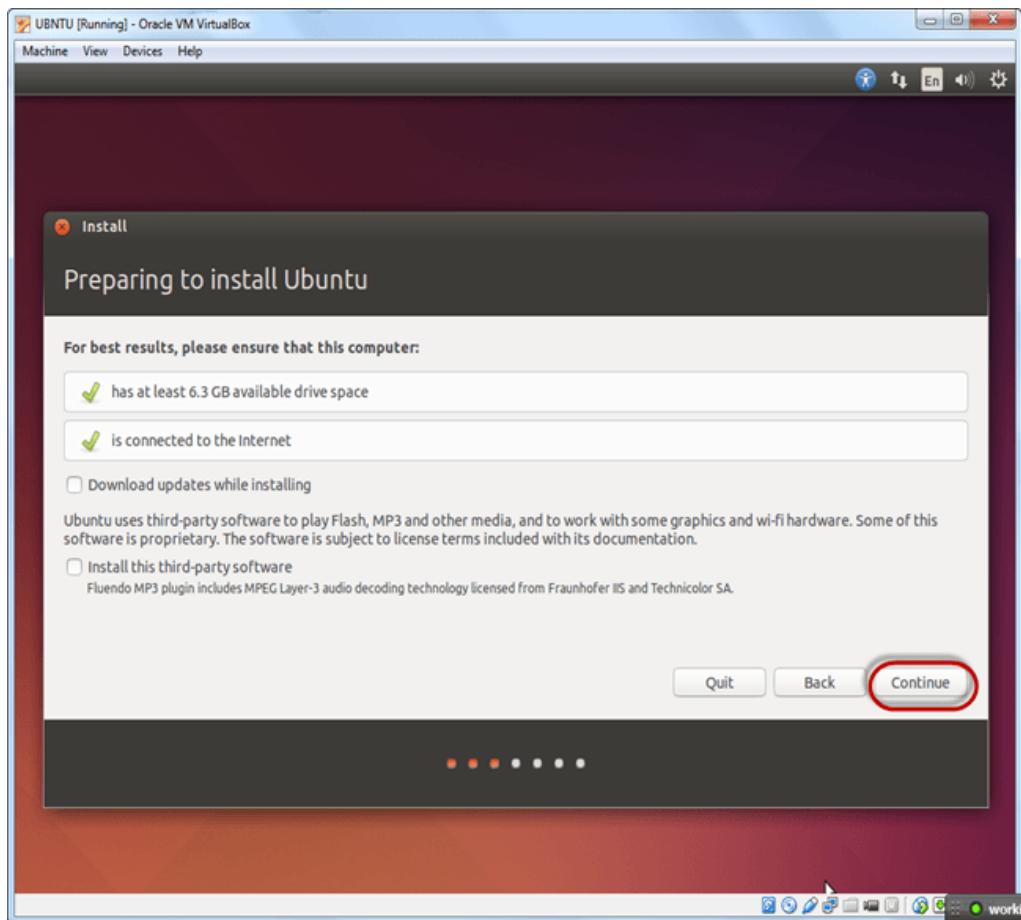 UBNTU [Running] - Oracle VM VirtualBox
Machine View Devices Help
En
Install
Preparing to install Ubuntu
For best results, please ensure that this computer:
has at least 6.3 GB available drive space
is connected to the Internet
Download updates while installing
Ubuntu uses third-party software to play Flash, MP3 and other media, and to work with some graphics and wi-fi hardware. Some of this
software is proprietary. The software is subject to license terms included with its documentation.
Install this third-party software
Fluendo MP3 plugin includes MPEG Layer-3 audio decoding technology licensed from Fraunhofer IIS and Technicolor SA.
Quit Back Continue